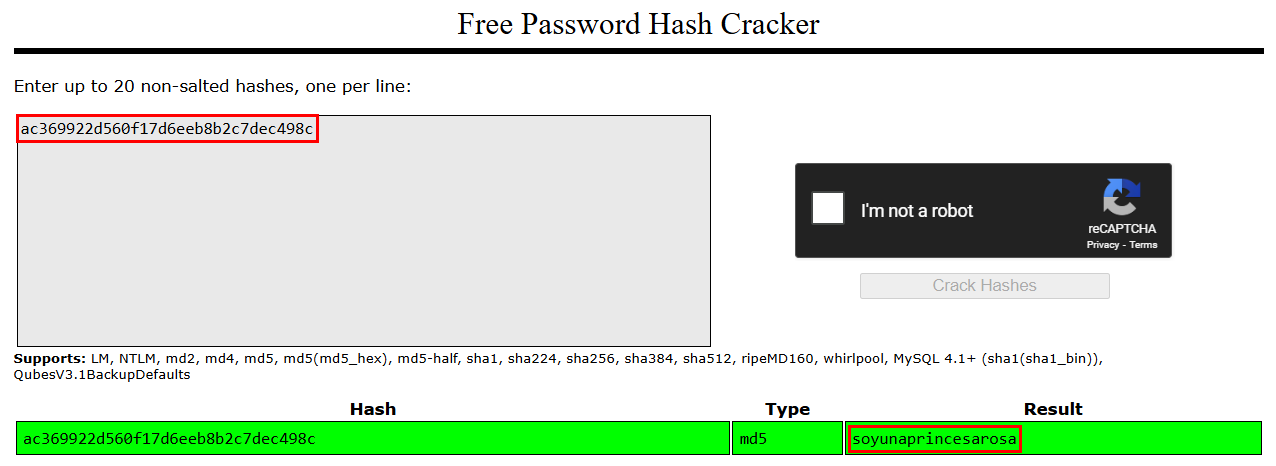 Free Password Hash Cracker
Enter up to 20 non-salted hashes, one per line:
ac369922d560f17d6eeb8b2c7dec498c
I'm not a robot
reCAPTCHA
Privacy - Terms
Crack Hashes
Supports: LM, NTLM, md2, md4, md5, md5(md5_hex), md5-half, sha1, sha224, sha256, sha384, sha512, ripeMD160, whirlpool, MySQL 4.1+ (sha1(sha1_bin)),
QubesV3.1BackupDefaults
Hash Type Result
ac369922d560f17d6eeb8b2c7dec498c md5 soyunaprincesarosa